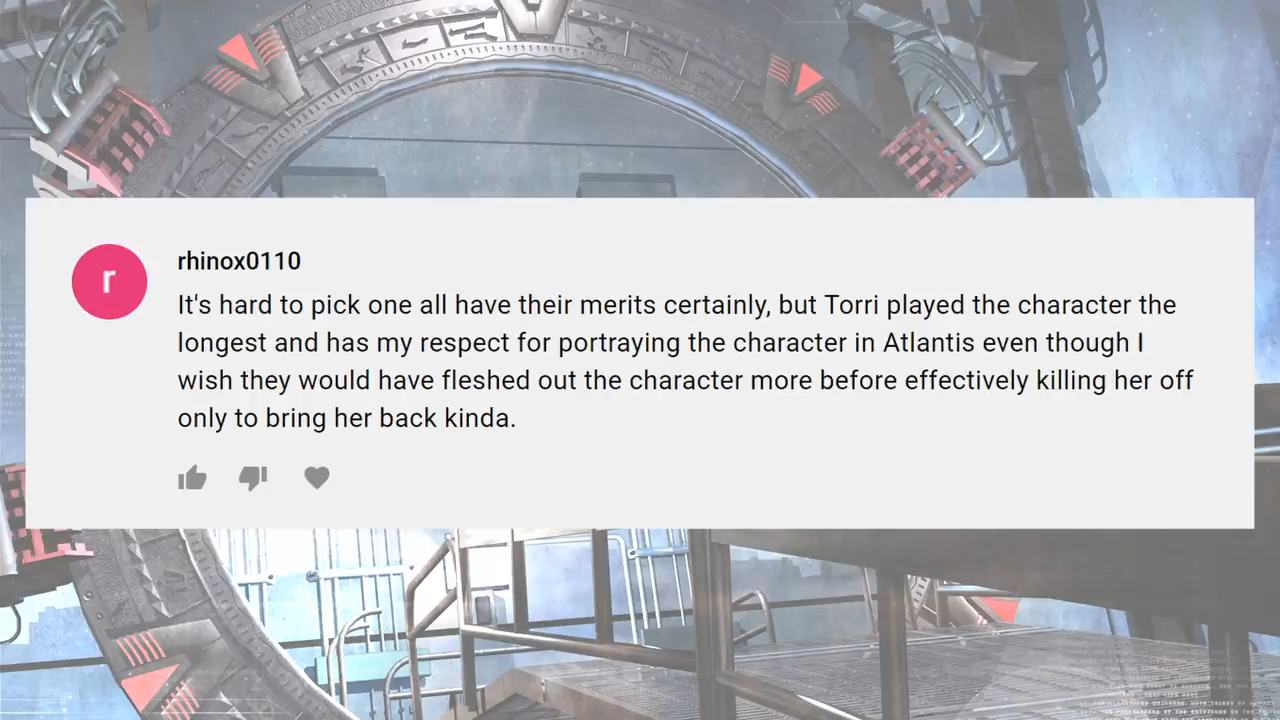 r
rhinox0110
It's hard to pick one all have their merits certainly, but Torri played the character the
longest and has my respect for portraying the character in Atlantis even though I
wish they would have fleshed out the character more before effectively killing her off
only to bring her back kinda.